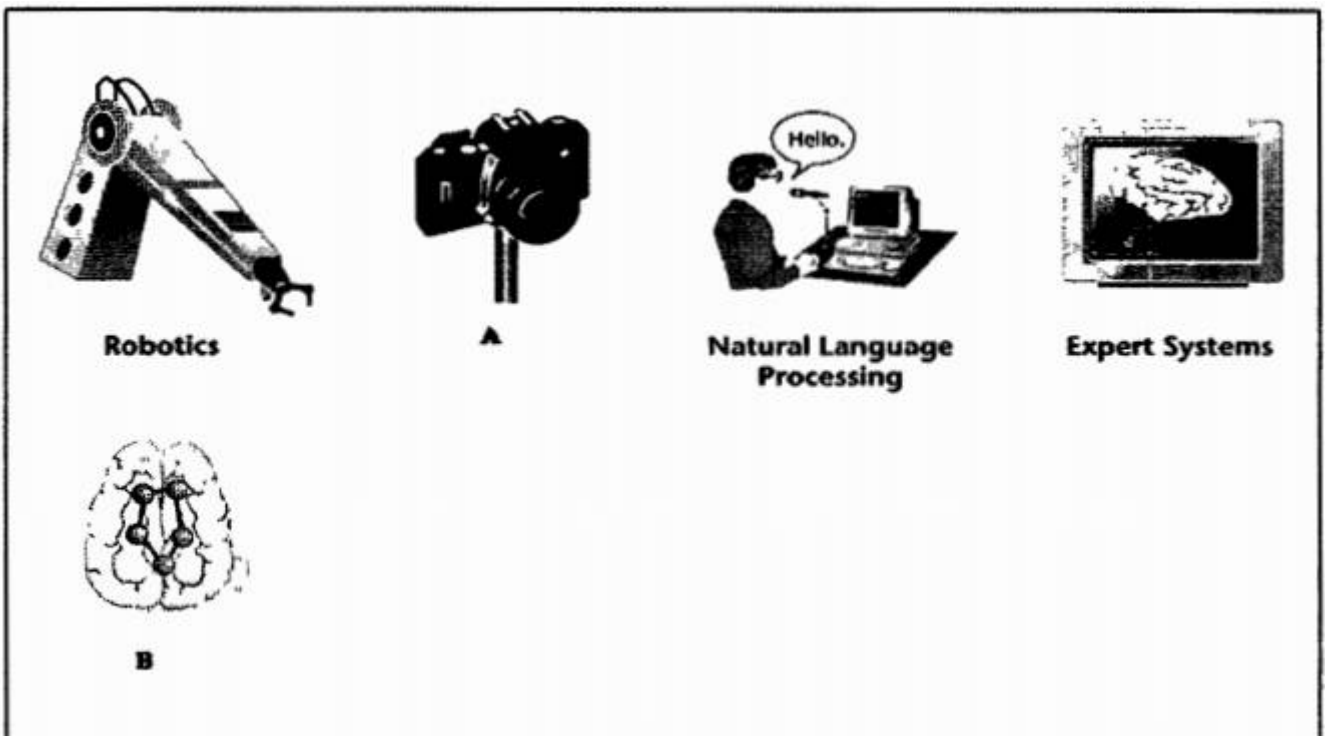 Hello.
Robotics
A
Natural Language
Processing
Expert Systems
B